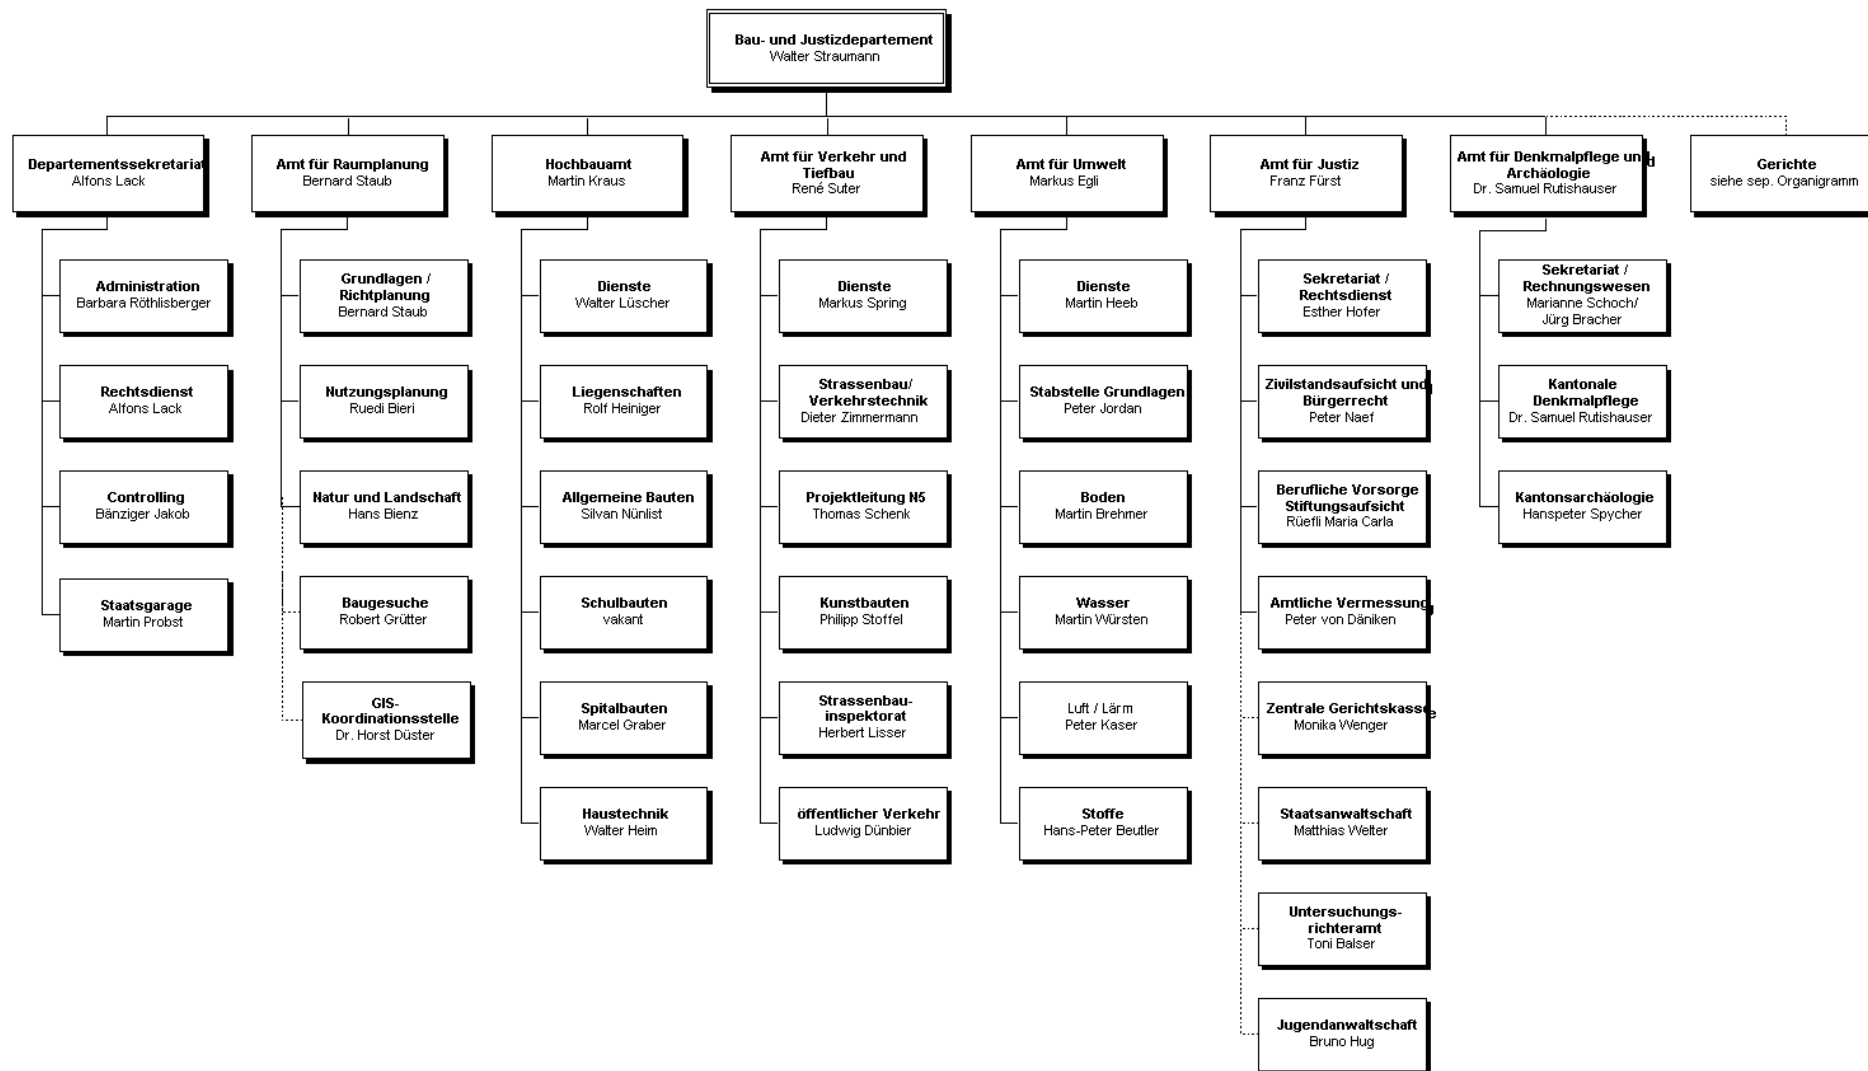 Bau- und Justizdepartement
Walter Straumann
Departementssekretariat
Alfons Lack
Amt für Raumplanung
Bernard Staub
Hochbauamt
Martin Kraus
Amt für Verkehr und
Tiefbau
René Suter
Amt für Umwelt
Markus Egli
Amt für Justiz
Franz Fürst
Amt für Denkmalpflege und
Archäologie
Dr. Samuel Rutishauser
Gerichte
siehe sep. Organigramm
Administration
Barbara Röthlisberger
Rechtsdienst
Alfons Lack
Controlling
Bänziger Jakob
Staatsgarage
Martin Probst
Grundlagen /
Richtplanung
Bernard Staub
Nutzungsplanung
Ruedi Bieri
Natur und Landschaft
Hans Bienz
Baugesuche
Robert Grütter
GIS-
Koordinationsstelle
Dr. Horst Düster
Dienste
Walter Lüscher
Liegenschaften
Rolf Heiniger
Allgemeine Bauten
Silvan Nünlist
Schulbauten
vakant
Spitalbauten
Marcel Graber
Haustechnik
Walter Heim
Dienste
Markus Spring
Strassenbau/
Verkehrstechnik
Dieter Zimmermann
Projektleitung N5
Thomas Schenk
Kunstbauten
Philipp Stoffel
Strassenbau-
inspektorat
Herbert Lisser
öffentlicher Verkehr
Ludwig Dünbier
Dienste
Martin Heeb
Stabstelle Grundlagen
Peter Jordan
Boden
Martin Brehmer
Wasser
Martin Würsten
Luft / Lärm
Peter Kaser
Stoffe
Hans-Peter Beutler
Sekretariat /
Rechtsdienst
Esther Hofer
Zivilstandsaufsicht und
Bürgerrecht
Peter Naef
Berufliche Vorsorge
Stiftungsaufsicht
Rüefli Maria Carla
Amtliche Vermessung
Peter von Däniken
Zentrale Gerichtskasse
Monika Wenger
Staatsanwaltschaft
Matthias Welter
Untersuchungs-
richteramt
Toni Balser
Jugendanwaltschaft
Bruno Hug
Sekretariat /
Rechnungswesen
Marianne Schoch/
Jürg Bracher
Kantonale
Denkmalpflege
Dr. Samuel Rutishauser
Kantonsarchäologie
Hanspeter Spycher